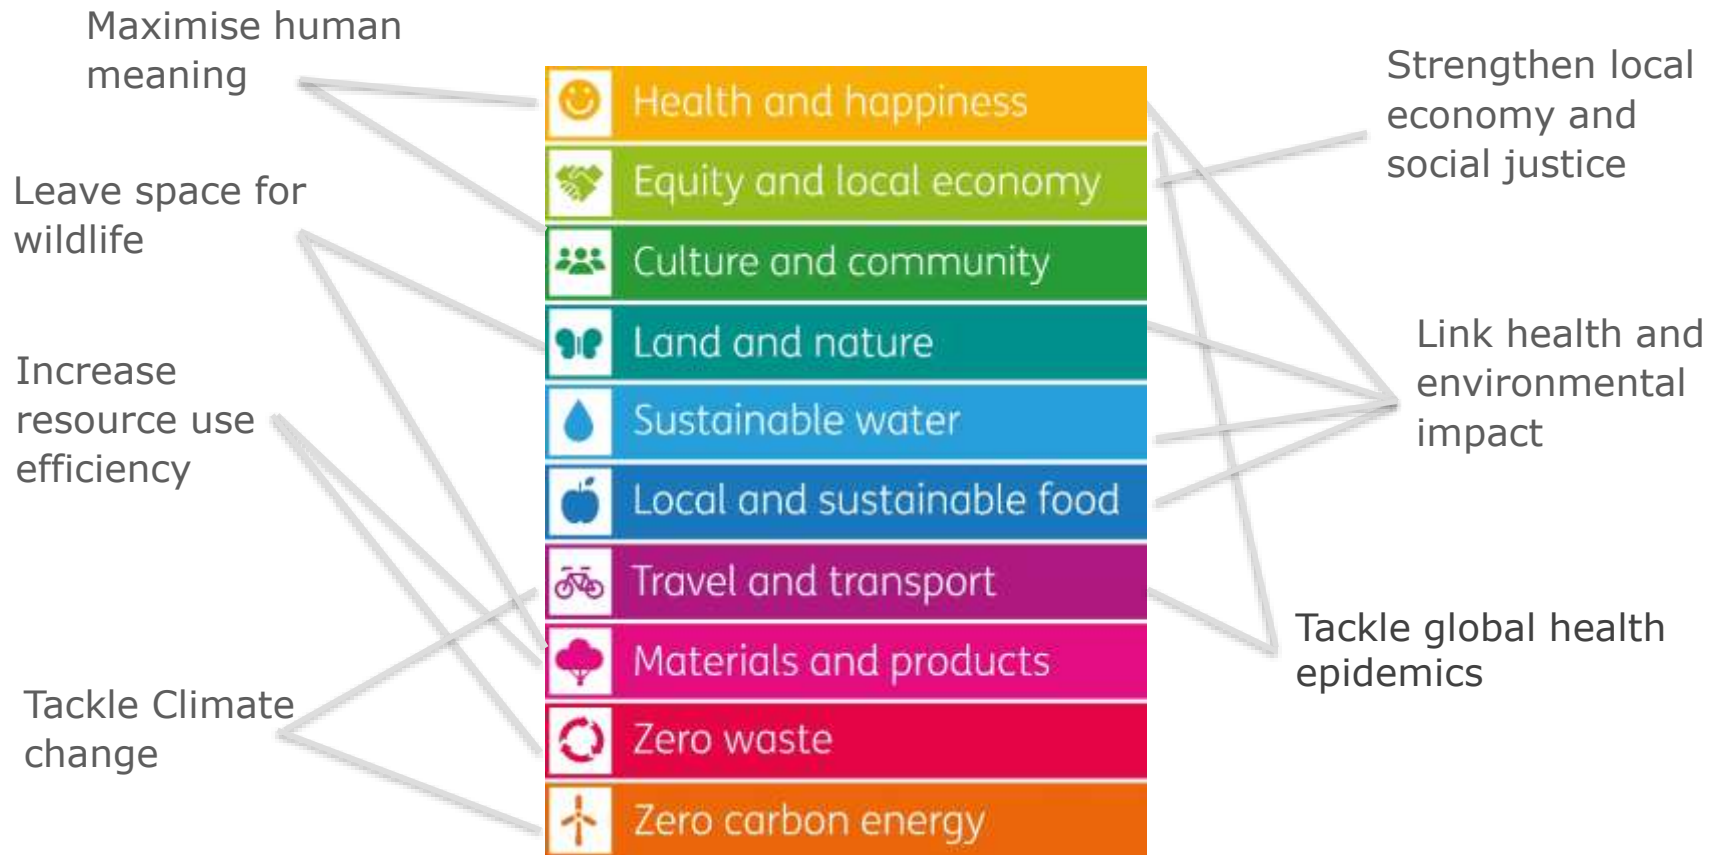 Maximise human
meaning
Leave space for
wildlife
Increase
resource use
efficiency
Tackle Climate
change
Health and happiness
Equity and local economy
Culture and community
Land and nature
Sustainable water
Local and sustainable food
Travel and transport
Materials and products
Zero waste
Zero carbon energy
Strengthen local
economy and
social justice
Link health and
environmental
impact
Tackle global health
epidemics